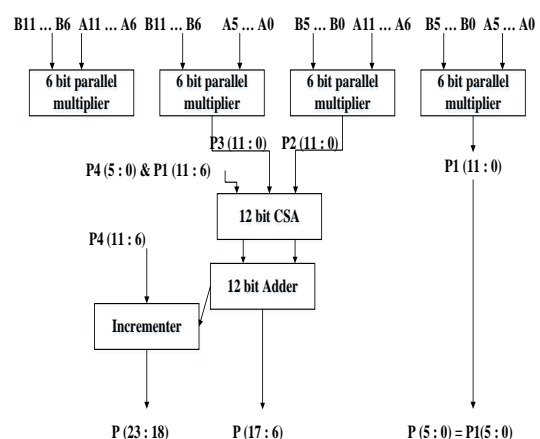 B11 ... B6 A11 ... A6 B11 ... B6 A5 ... A0 B5 ... B0 A11 ... A6 B5 ... B0 A5 ... A0
6 bit parallel multiplier
6 bit parallel multiplier
6 bit parallel multiplier
6 bit parallel multiplier
P3 (11 : 0) P2 (11 : 0)
P1 (11 : 0)
P4 (5 : 0) & P1 (11 : 6)
12 bit CSA
P4 (11 : 6)
12 bit Adder
Incrementer
P (23 : 18) P (17 : 6) P (5 : 0) = P1(5 : 0)